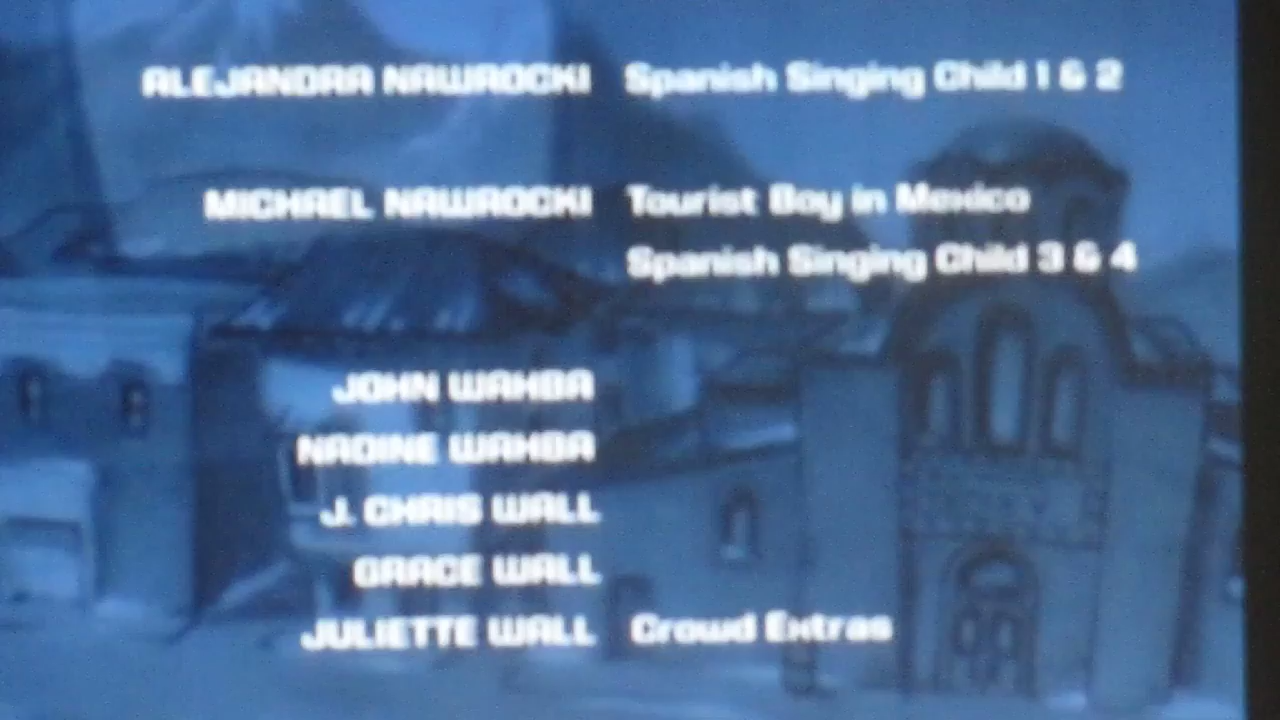 ALEJANDRA NAWROCKI Spanish Singing Child 1 & 2
MICHAEL NAWROCKI Tourist Boy in Mexico
Spanish Singing Child 3 & 4
JOHN WAHBA
NADINE WAHBA
J. CHRIS WALL
GRACE WALL
JULIETTE WALL Crowd Extras